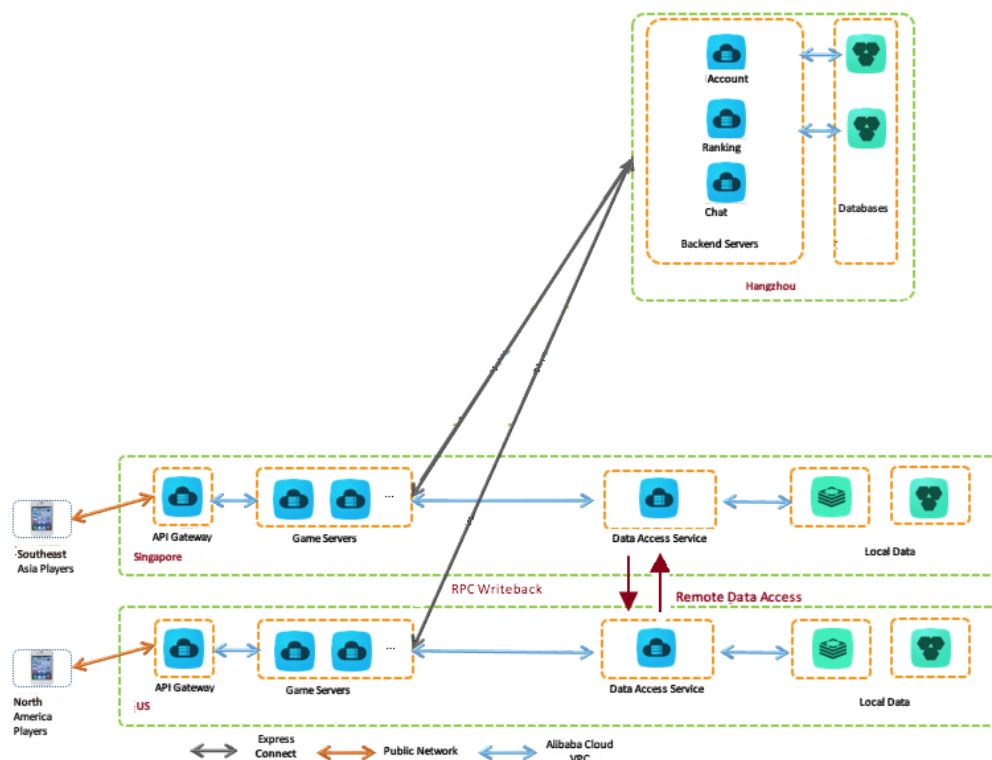 Account
Ranking
Chat
Backend Servers
Databases
Hangzhou
...
API Gateway
Game Servers
Data Access Service
Local Data
Southeast
Asia Players
Singapore
RPC Writeback
Remote Data Access
...
API Gateway
Game Servers
Data Access Service
Local Data
North
America
Players
US
Express
Connect
Public Network
Alibaba Cloud
VPC